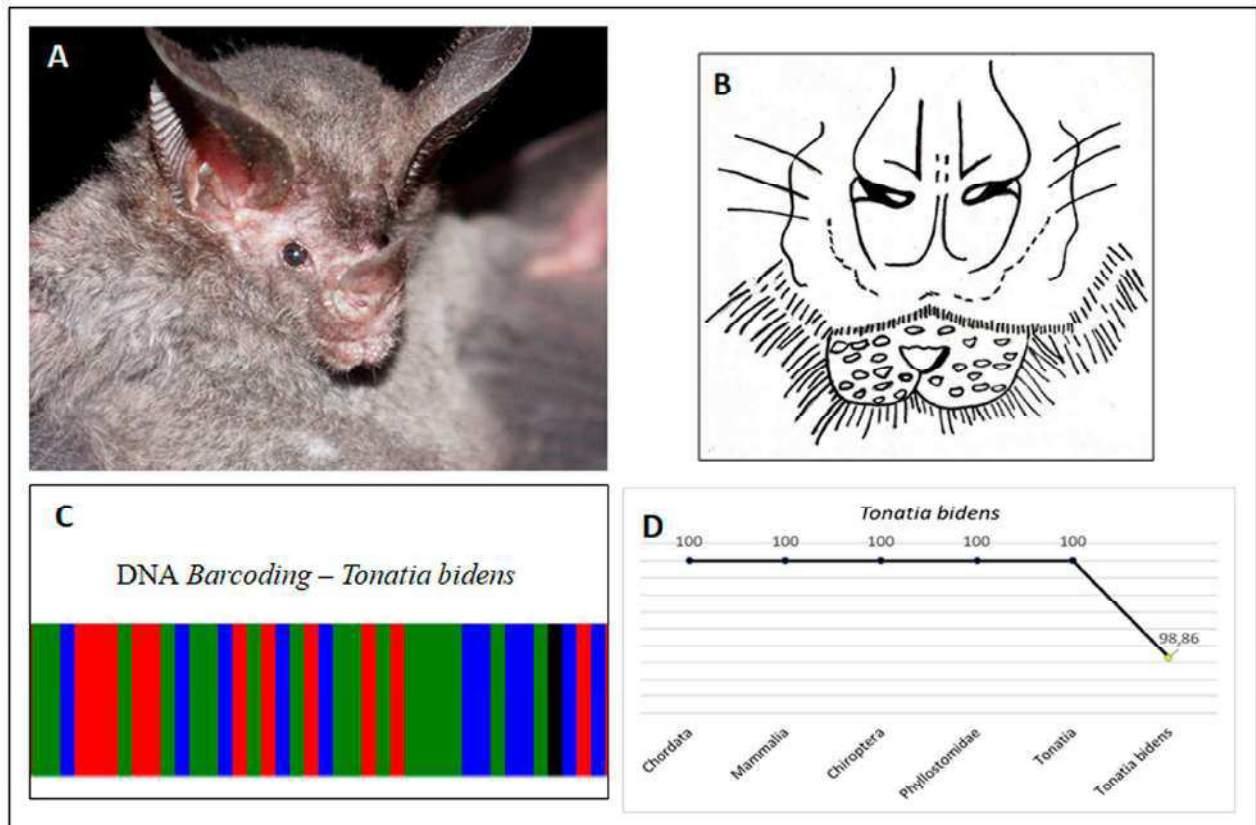 A
B
C
DNA Barcoding – Tonatia bidens
D
Tonatia bidens
100
100
100
100
100
98,86
Chordata
Mammalia
Chiroptera
Phyllostomidae
Tonatia
Tonatia bidens